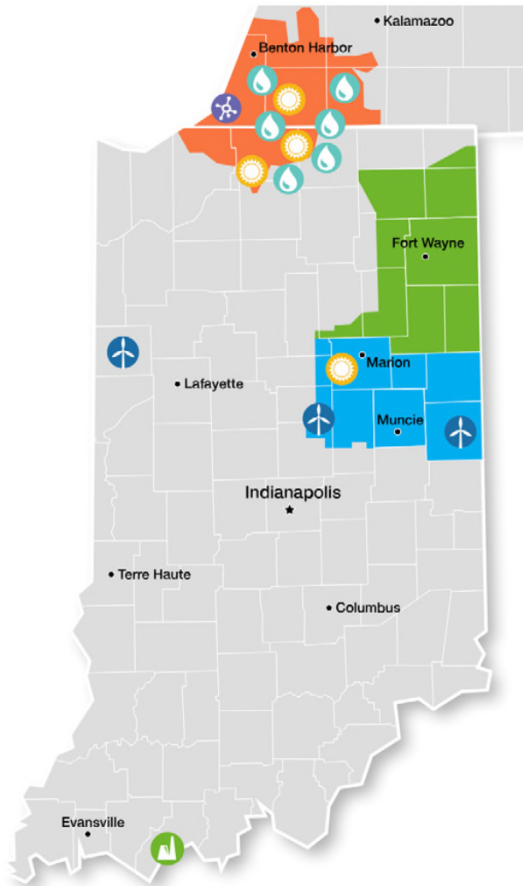 Kalamazoo
Benton Harbor
Fort Wayne
Marion
Lafayette
Muncie
Indianapolis
Terre Haute
Columbus
Evansville